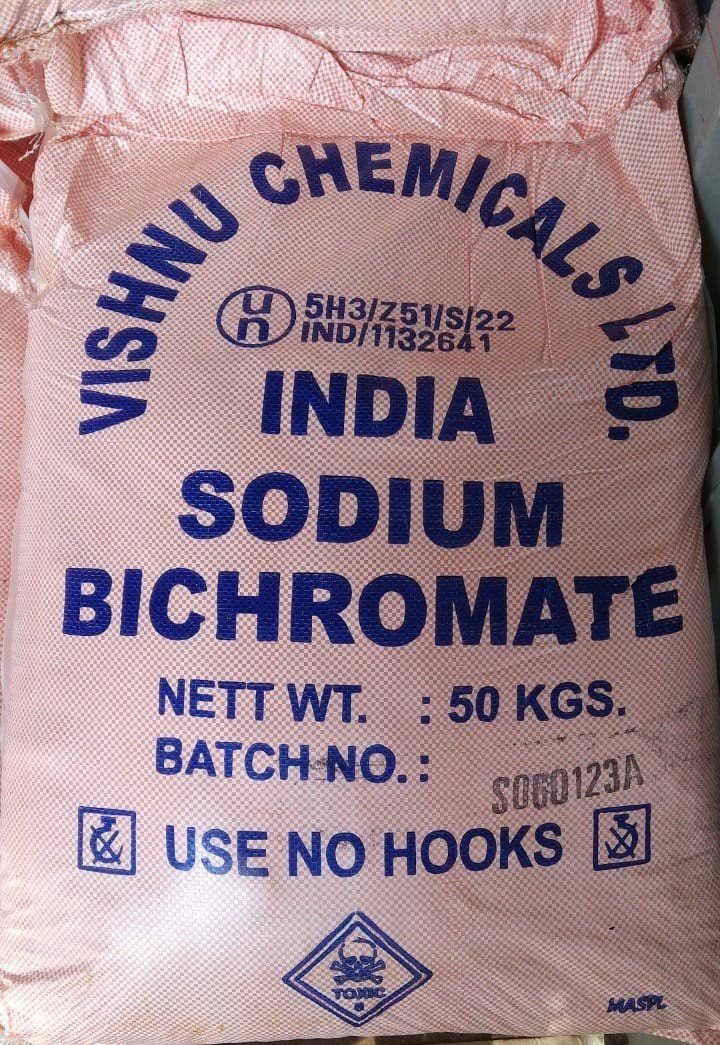 VISHNU CHEMICALS LTD.
un
5H3/Z51/S/22
IND/1132641
INDIA
SODIUM
BICHROMATE
NETT WT. : 50 KGS.
BATCH NO. :
S060123A
USE NO HOOKS
TOXIC
6
MASPL